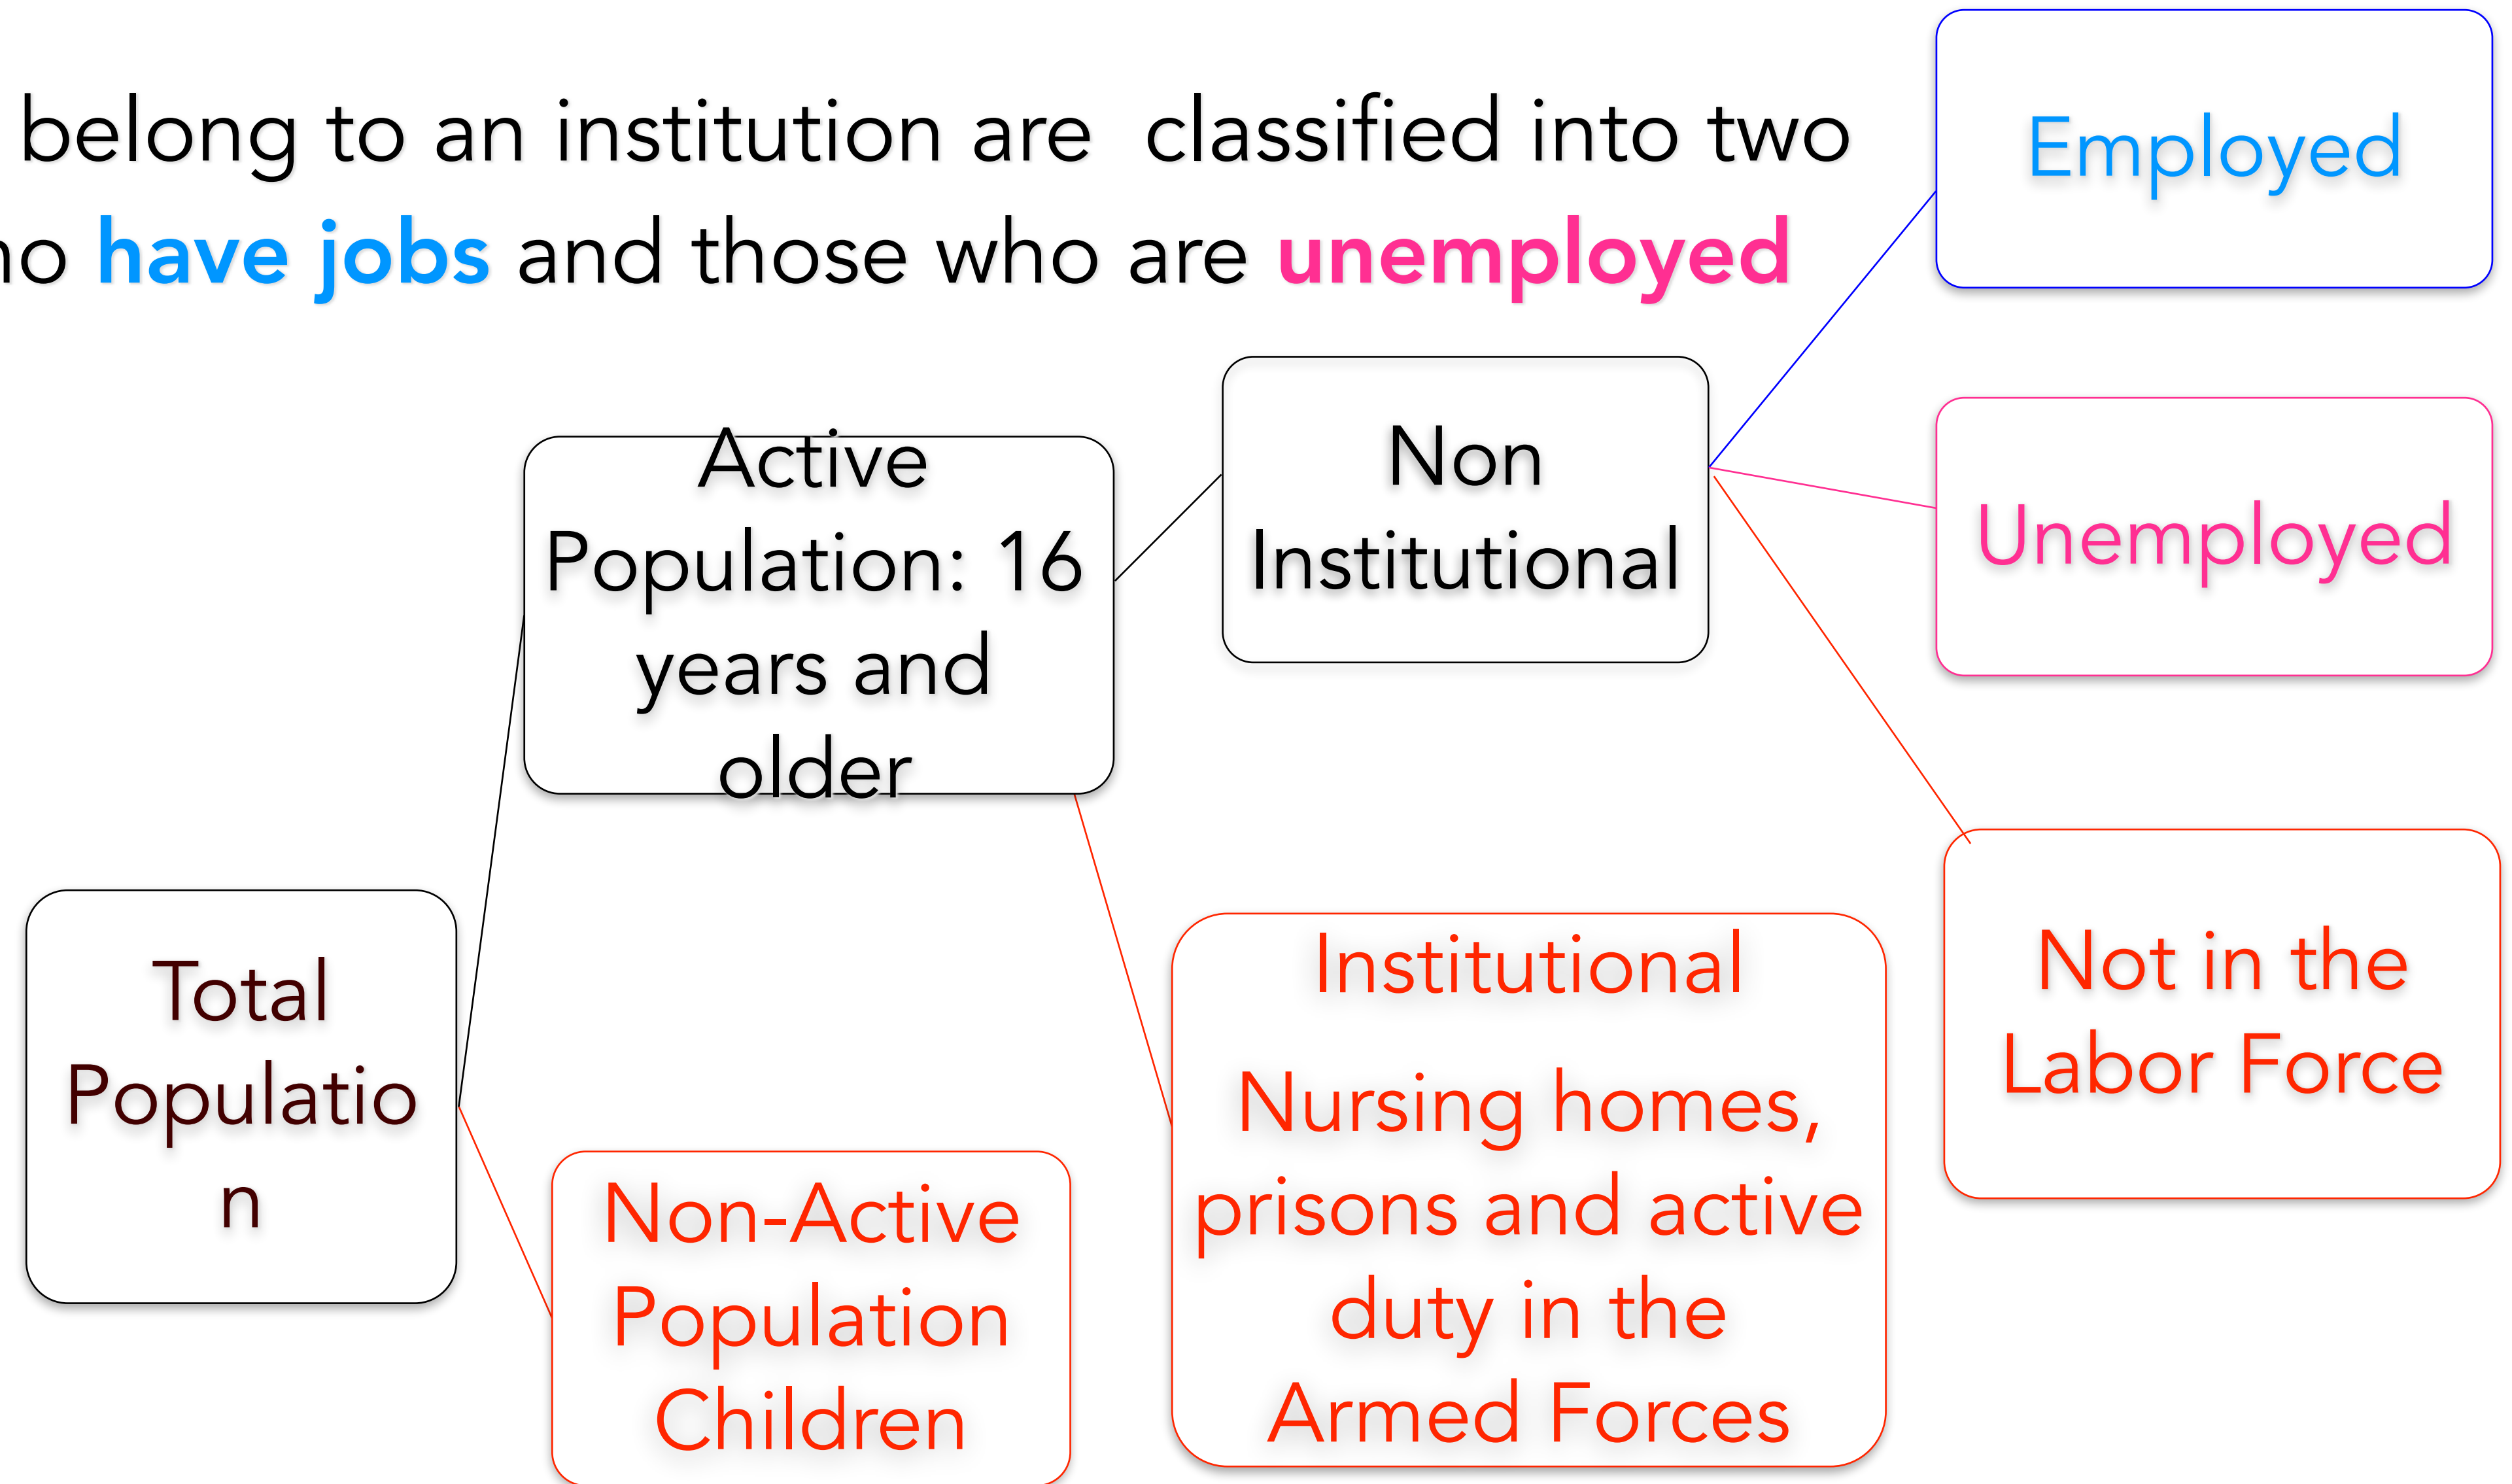 belong to an institution are classified into two
have jobs and those who are unemployed
Employed
Unemployed
Not in the
Labor Force
Non
Institutional
Active
Population: 16
years and
older
Institutional
Nursing homes,
prisons and active
duty in the
Armed Forces
Total
Populatio
n
Non-Active
Population
Children